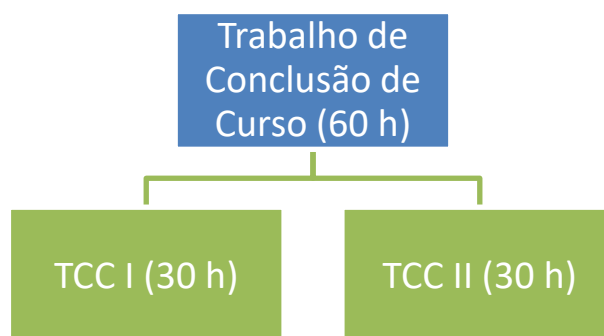 Trabalho de
Conclusão de
Curso (60 h)
TCC I (30 h)
TCC II (30 h)